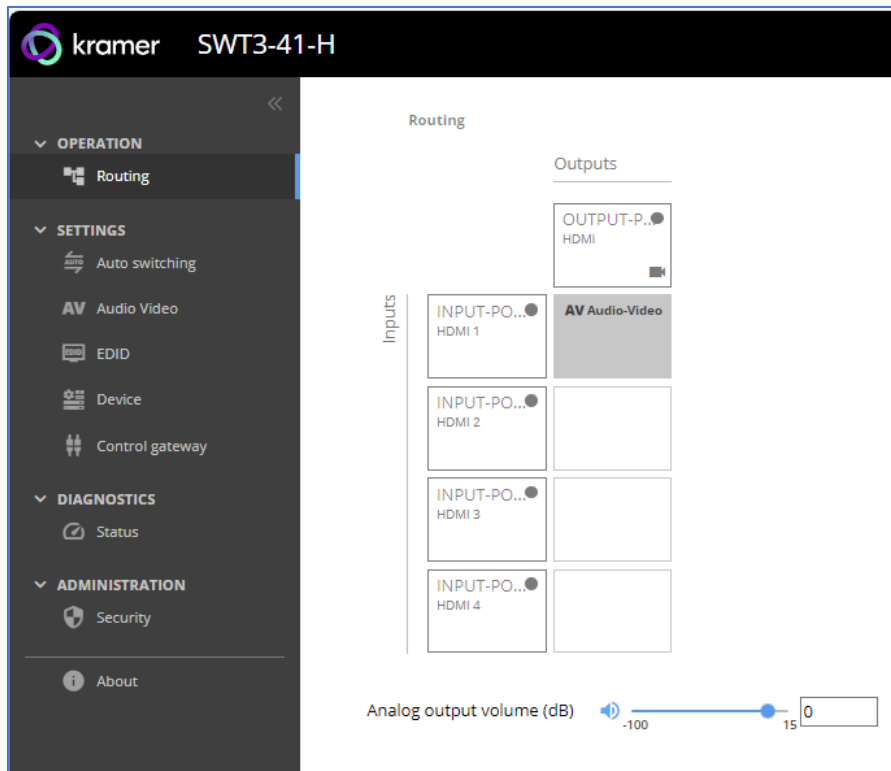 kramer SWT3-41-H
OPERATION
Routing
SETTINGS
AUTO Auto switching
AV Audio Video
EDID EDID
Device
Control gateway
DIAGNOSTICS
Status
ADMINISTRATION
Security
About
Routing
Outputs
OUTPUT-P...
HDMI
Inputs
INPUT-PO...
HDMI 1
AV Audio-Video
INPUT-PO...
HDMI 2
INPUT-PO...
HDMI 3
INPUT-PO...
HDMI 4
Analog output volume (dB) 0
-100 15